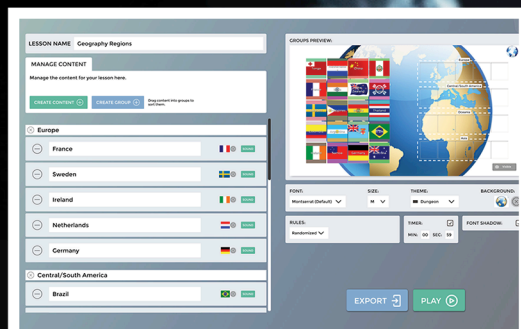 LESSON NAME Geography Regions
GROUPS PREVIEW:
MANAGE CONTENT
Manage the content for your lesson here.
CREATE CONTENT
CREATE GROUP
Drag content into groups to
sort them.
Europe
France
Sweden
Ireland
Netherlands
Germany
Central/South America
Brazil
Europe
Central/South America
Oceania
Asia
FONT: SIZE: THEME: BACKGROUND:
Montserrat (Default) M Dungeon
RULES:
Randomized
TIMER:
MIN: 00 SEC: 59
FONT SHADOW:
EXPORT PLAY